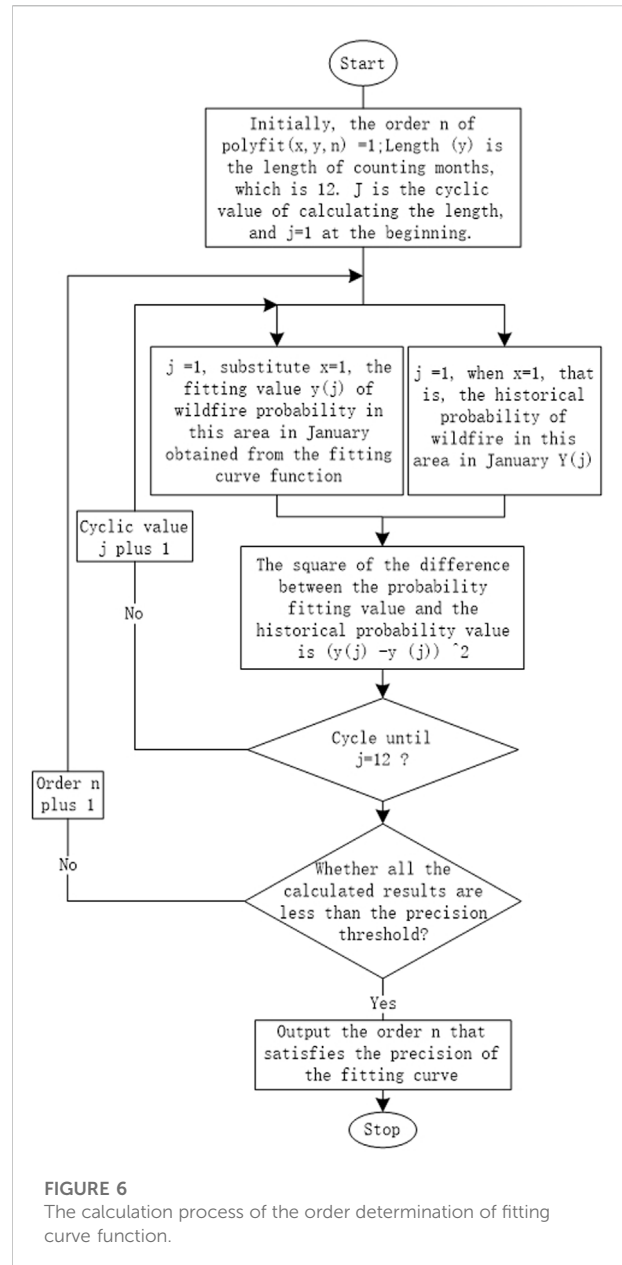 Start
Initially, the order n of
polyfit(x, y, n) =1;Length (y) is
the length of counting months,
which is 12. J is the cyclic
value of calculating the length,
and j=1 at the beginning.
j =1, substitute x=1, the
fitting value y(j) of
wildfire probability in
this area in January
obtained from the fitting
curve function
j =1, when x=1, that
is, the historical
probability of
wildfire in this
area in January Y(j)
Cyclic value
j plus 1
No
The square of the difference
between the probability
fitting value and the
historical probability value
is (y(j) -y (j)) ^2
Cycle until
j=12 ?
Order n
plus 1
No
Whether all the
calculated results are
less than the precision
threshold?
Yes
Output the order n that
satisfies the precision of
the fitting curve
Stop
FIGURE 6
The calculation process of the order determination of fitting
curve function.